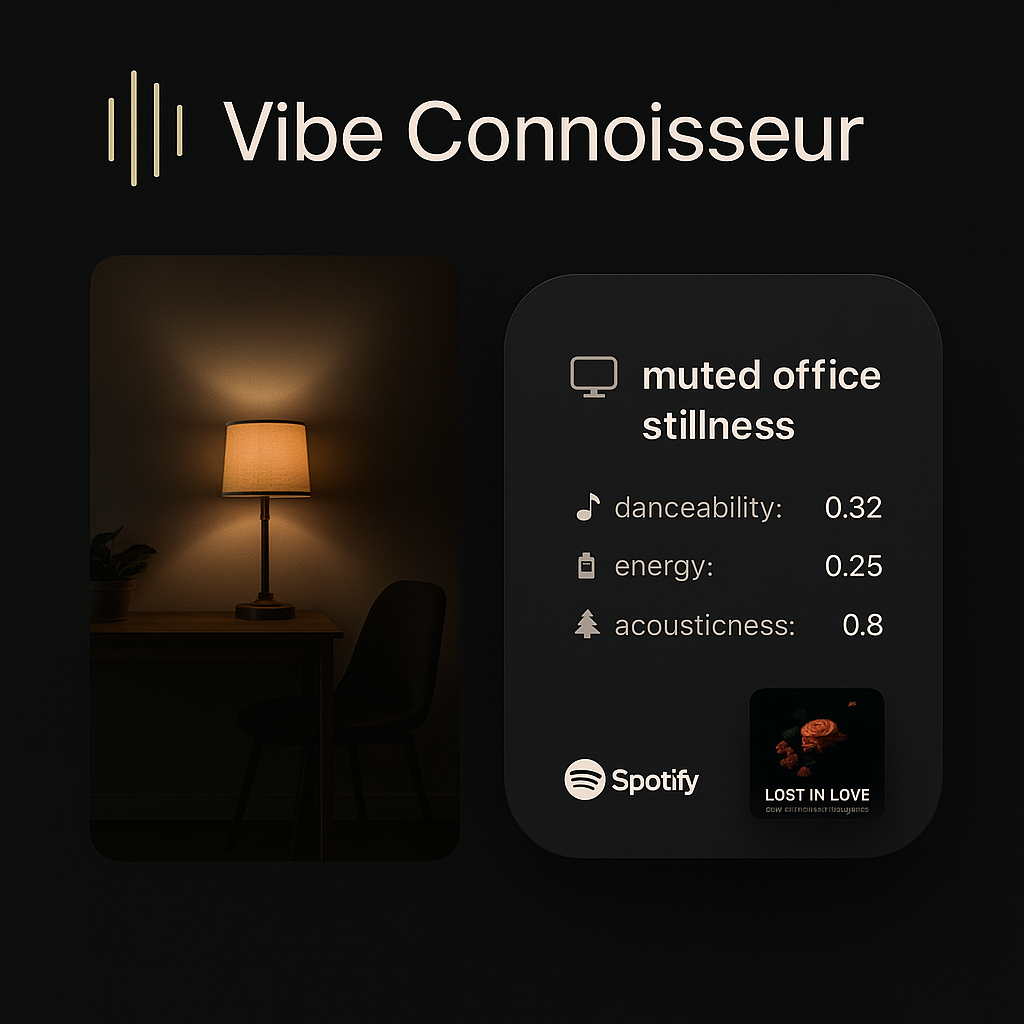 Vibe Connoisseur
muted office
stillness
danceability: 0.32
energy: 0.25
acousticness: 0.8
Spotify
LOST IN LOVE